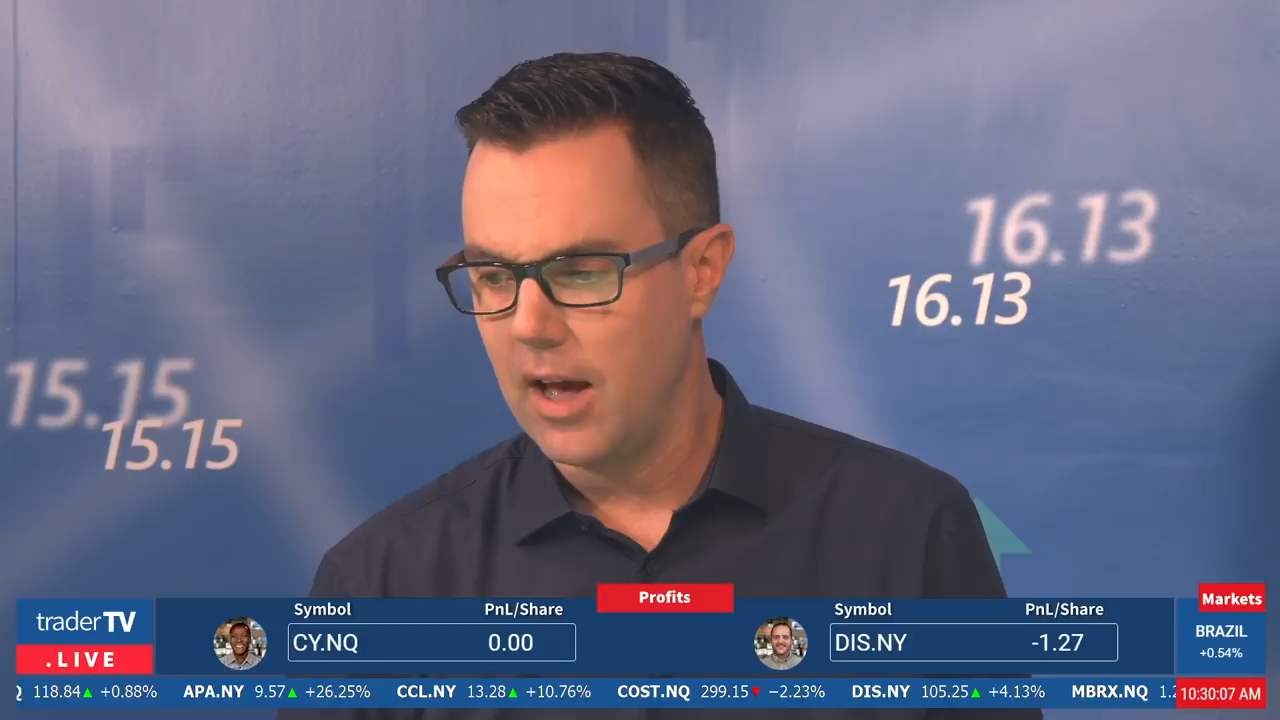 16.13
16.13
15.15
15.15
Profits
Markets
Symbol PnL/Share
Symbol PnL/Share
traderTV
.LIVE
CY.NQ 0.00
DIS.NY -1.27
BRAZIL
+0.54%
118.84▲ +0.88% APA.NY 9.57▲ +26.25% CCL.NY 13.28▲ +10.76% COST.NQ 299.15▼ −2.23% DIS.NY 105.25▲ +4.13% MBRX.NQ
10:30:07 AM